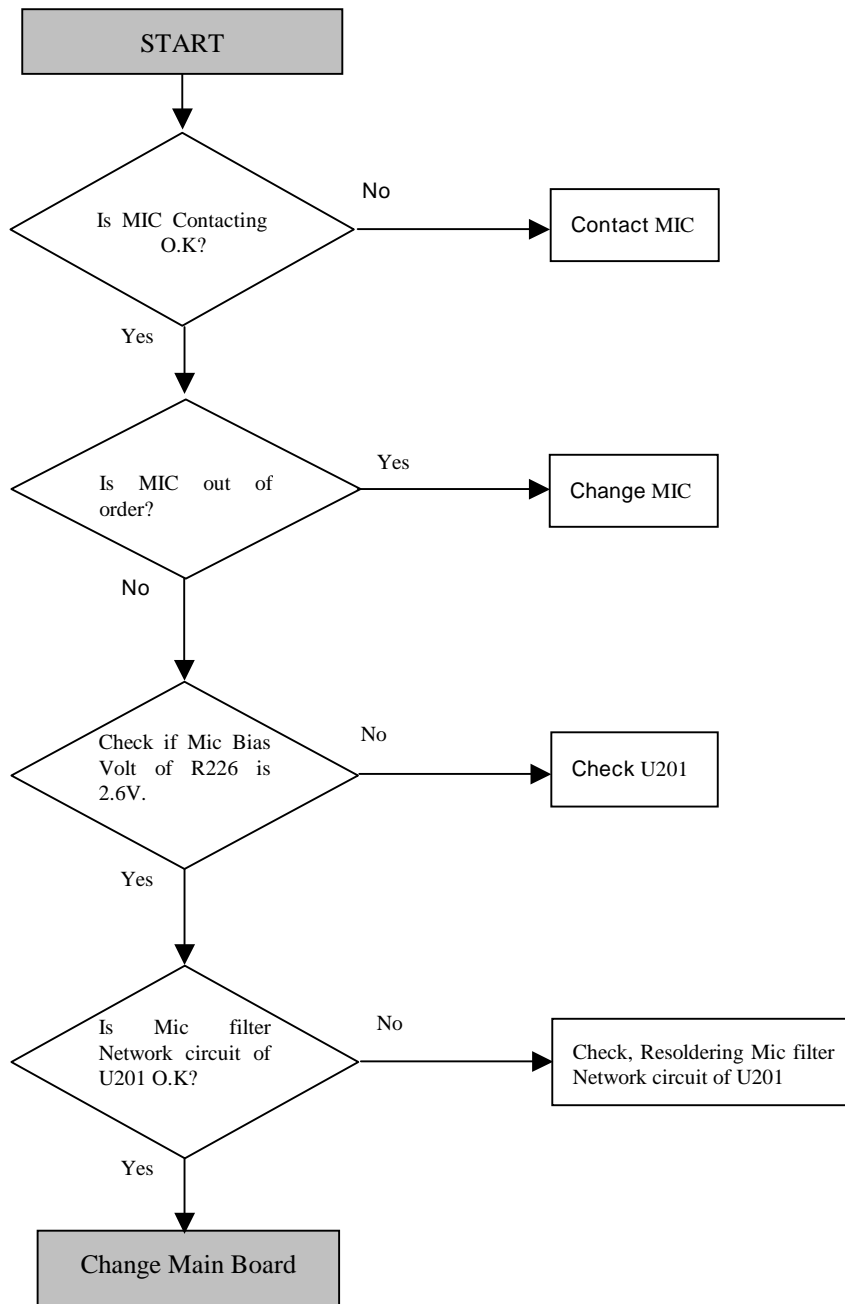 START
Is MIC Contacting
O.K?
No
Contact MIC
Yes
Is MIC out of
order?
Yes
Change MIC
No
Check if Mic Bias
Volt of R226 is
2.6V.
No
Check U201
Yes
Is Mic filter
Network circuit of
U201 O.K?
No
Check, Resoldering Mic filter
Network circuit of U201
Yes
Change Main Board